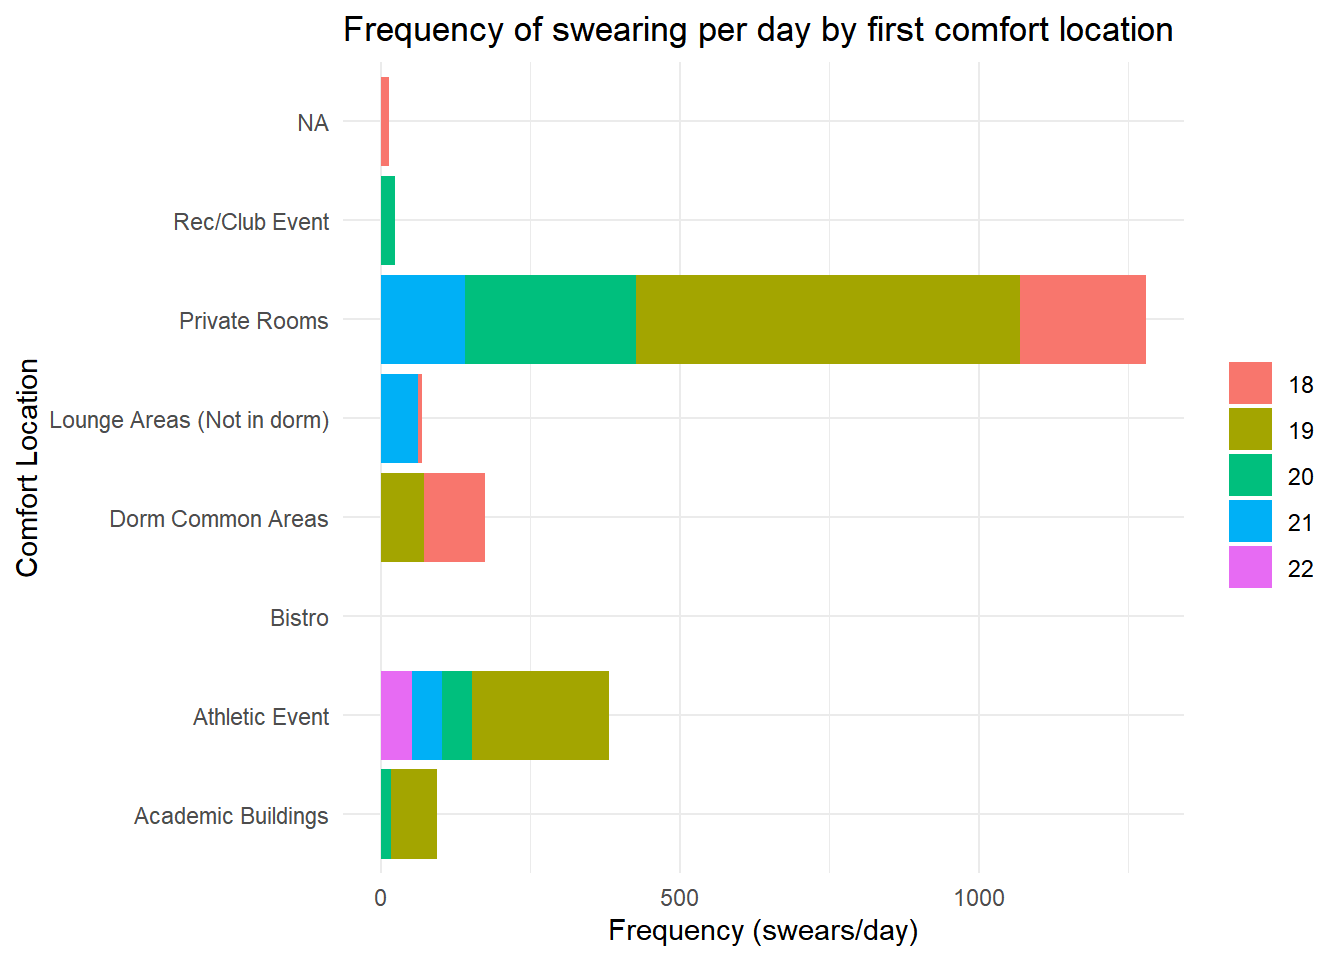 Frequency of swearing per day by first comfort location
Comfort Location
NA
Rec/Club Event
Private Rooms
Lounge Areas (Not in dorm)
Dorm Common Areas
Bistro
Athletic Event
Academic Buildings
0
500
1000
Frequency (swears/day)
18
19
20
21
22